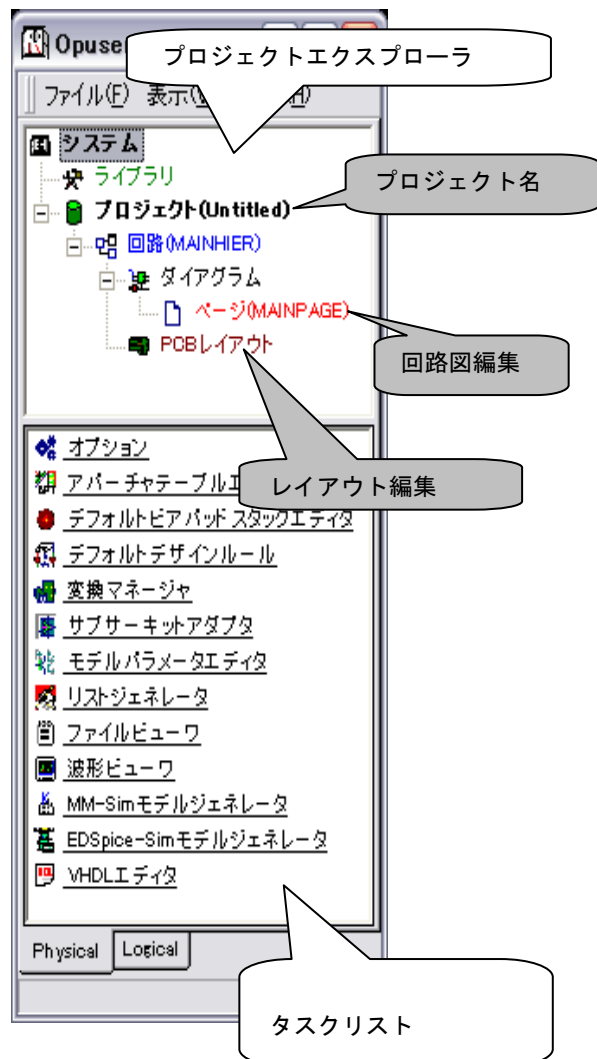 Opuse
プロジェクトエクスプローラ
ファイル(F) 表示(
システム
ライブラリ
プロジェクト(Untitled)
プロジェクト名
回路(MAINHIER)
ダイアグラム
ページ(MAINPAGE)
回路図編集
PCBレイアウト
オプション
アパーチャテーブルエ
レイアウト編集
デフォルトビアパッド スタックエディタ
デフォルトデザインルール
変換マネージャ
サブサーキットアダプタ
モデルパラメータエディタ
リストジェネレータ
ファイルビューワ
波形ビューワ
MM-Simモデルジェネレータ
EDSpice-Simモデルジェネレータ
VHDLエディタ
Physical Logical
タスクリスト